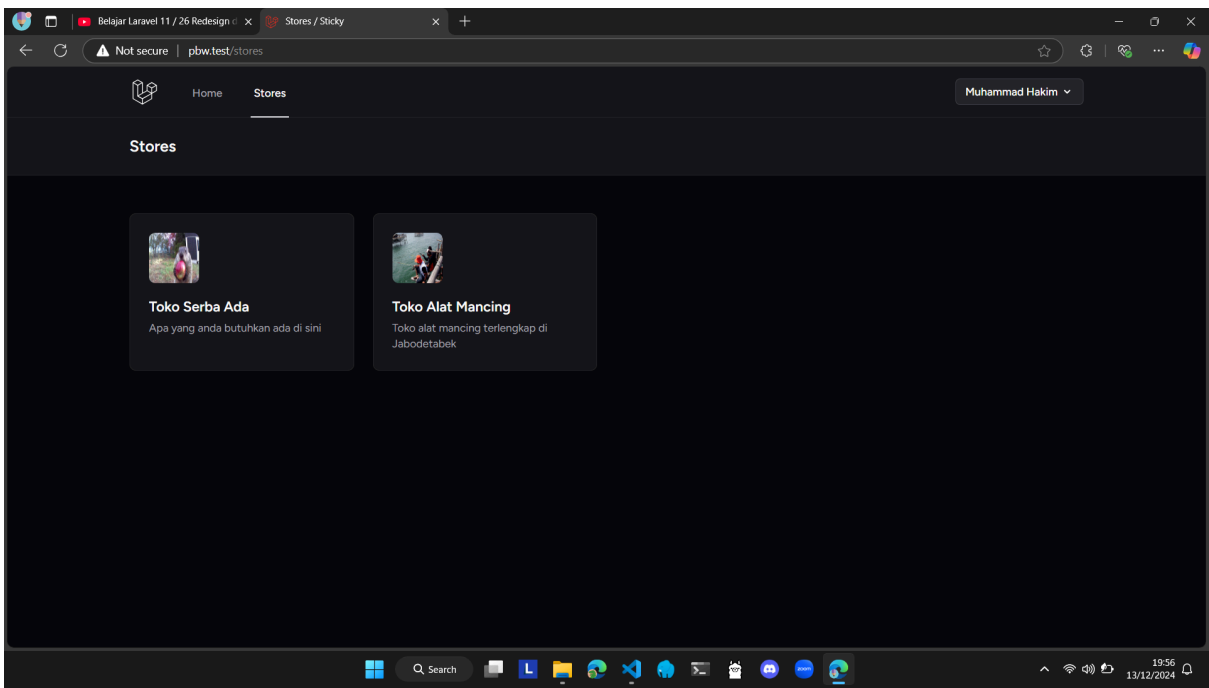 Belajar Laravel 11 / 26 Redesign d
Stores / Sticky
Not secure
pbw.test/stores
Home
Stores
Muhammad Hakim
Stores
Toko Serba Ada
Apa yang anda butuhkan ada di sini
Toko Alat Mancing
Toko alat mancing terlengkap di
Jabodetabek
Search
L
zoom
19:56
13/12/2024